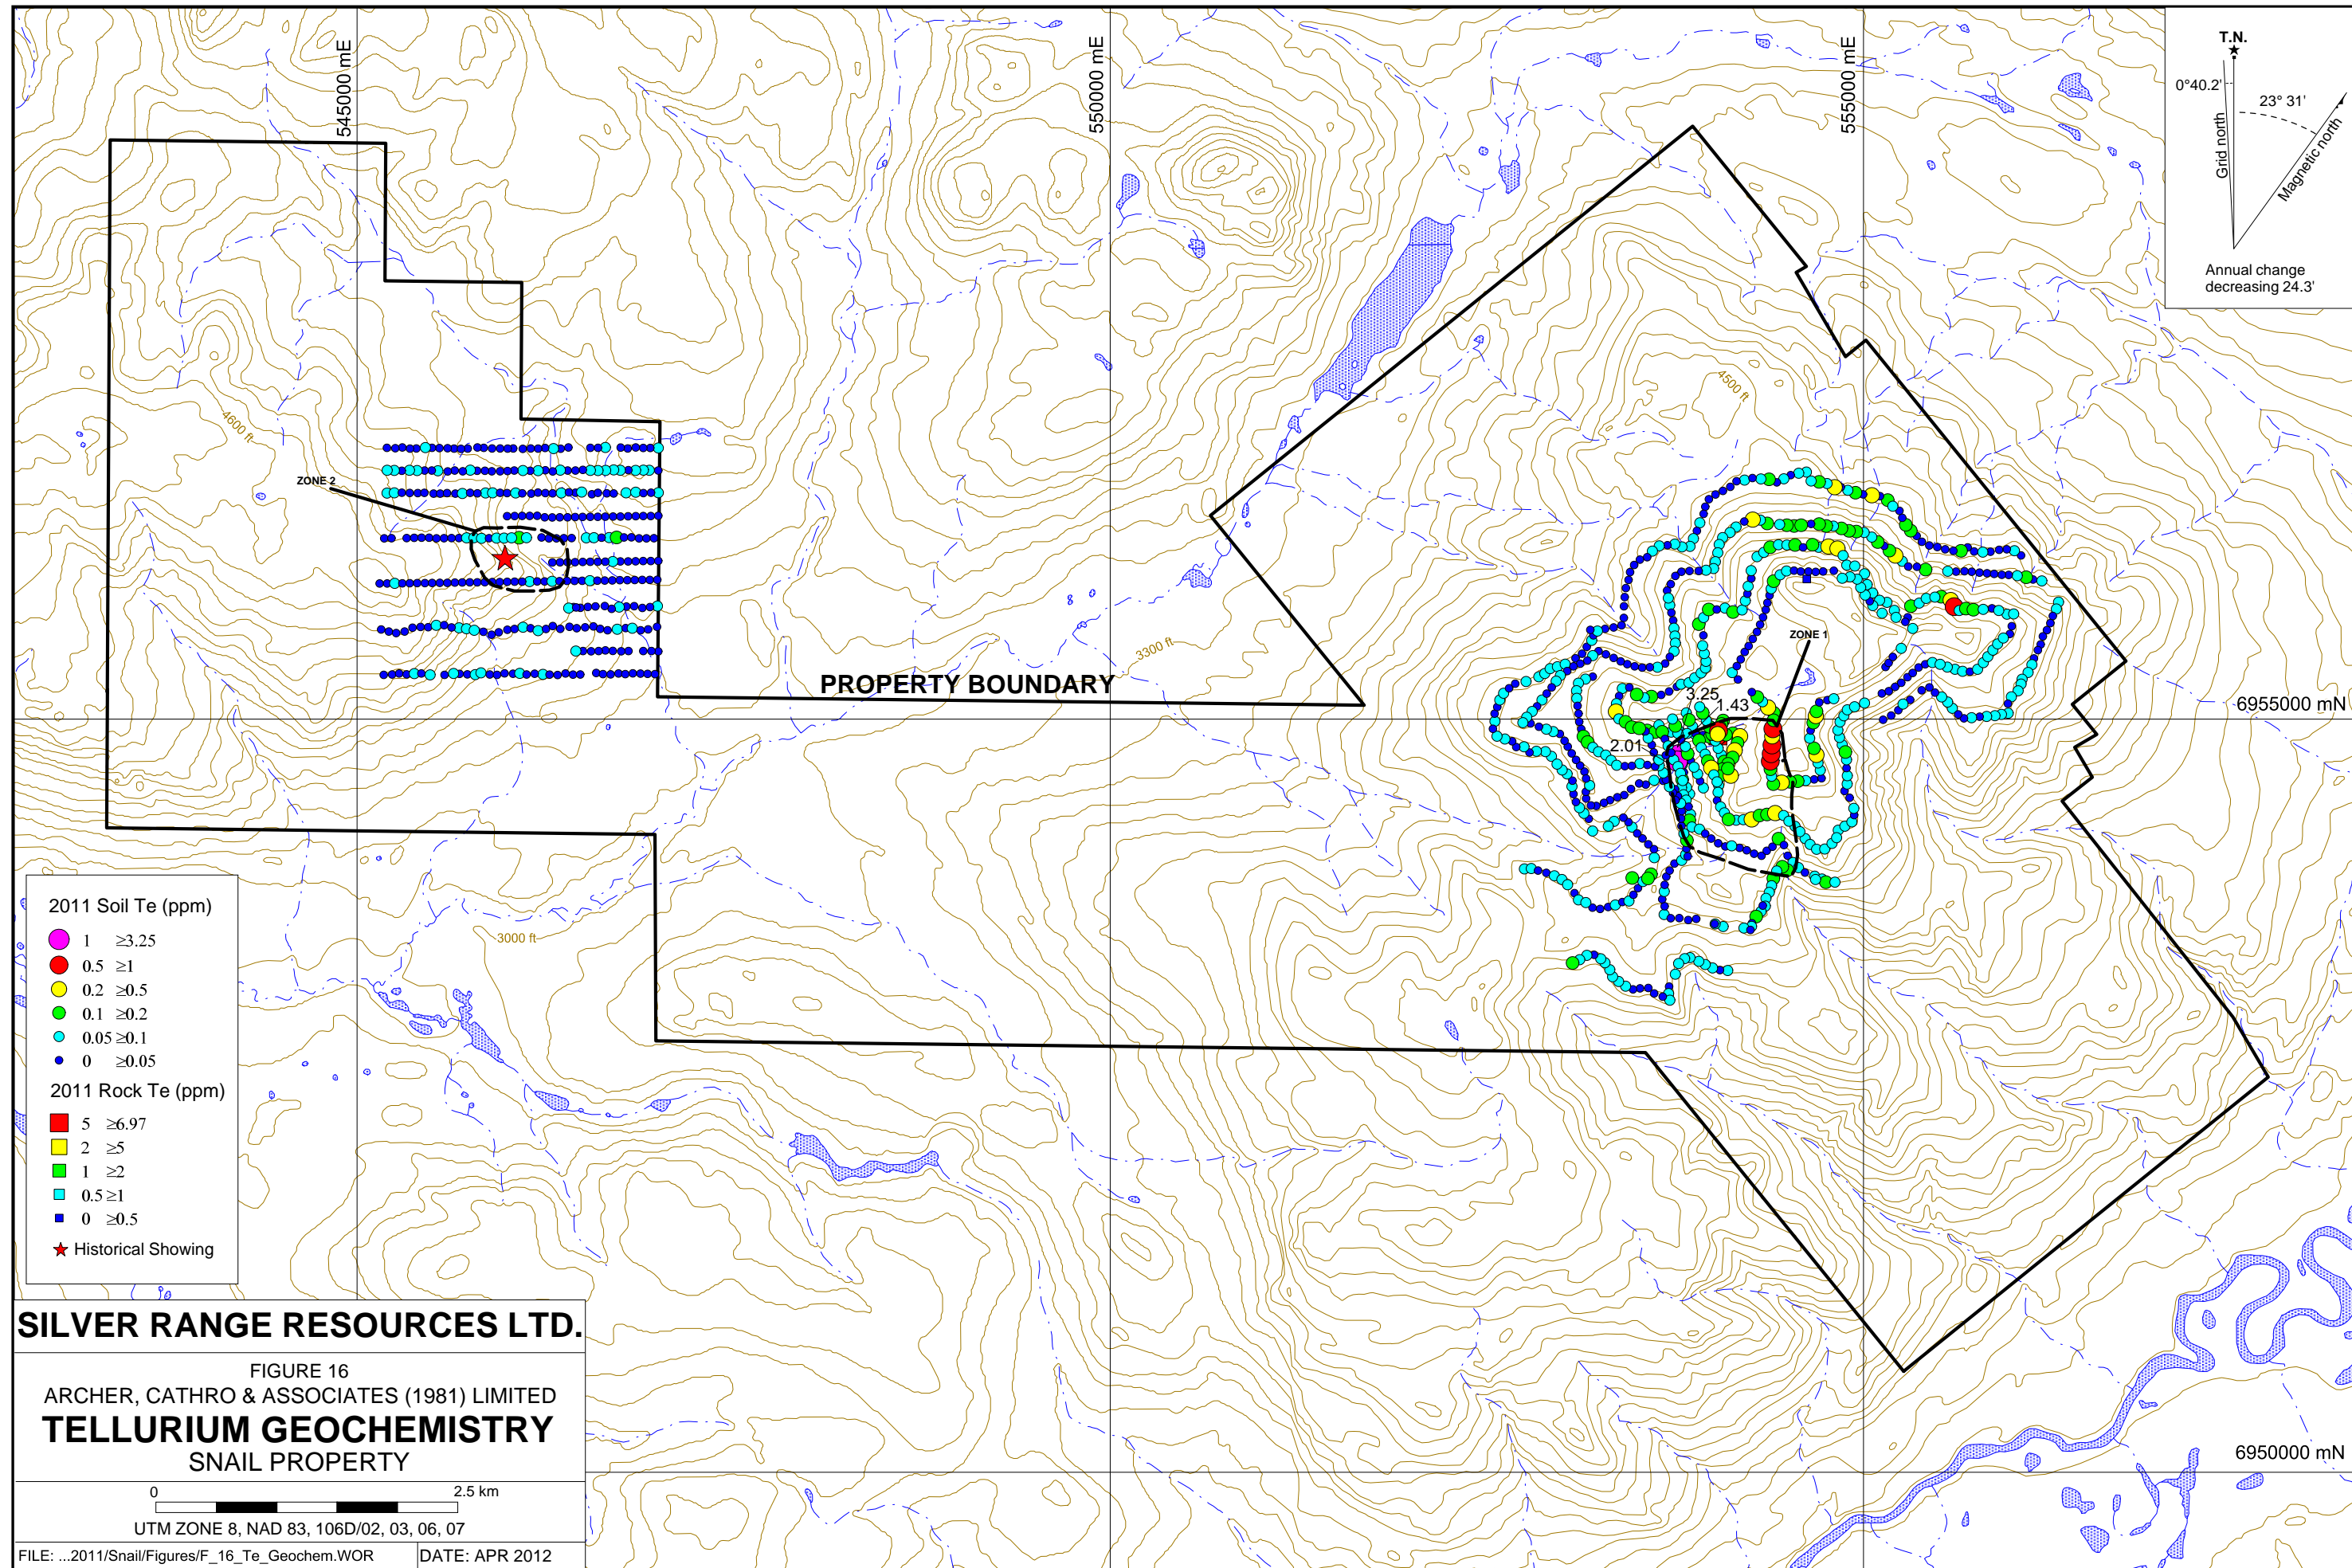 545000 mE
550000 mE
555000 mE
T.N.
0°40.2'
23° 31'
Grid north
Magnetic north
Annual change
decreasing 24.3'
4600 ft
4500 ft
ZONE 2
ZONE 1
3300 ft
PROPERTY BOUNDARY
3.25
1.43
2.01
6955000 mN
3000 ft
2011 Soil Te (ppm)
1 ≥3.25
0.5 ≥1
0.2 ≥0.5
0.1 ≥0.2
0.05 ≥0.1
0 ≥0.05
2011 Rock Te (ppm)
5 ≥6.97
2 ≥5
1 ≥2
0.5 ≥1
0 ≥0.5
Historical Showing
SILVER RANGE RESOURCES LTD.
FIGURE 16
ARCHER, CATHRO & ASSOCIATES (1981) LIMITED
TELLURIUM GEOCHEMISTRY
SNAIL PROPERTY
0 2.5 km
UTM ZONE 8, NAD 83, 106D/02, 03, 06, 07
FILE: ...2011/Snail/Figures/F_16_Te_Geochem.WOR DATE: APR 2012
6950000 mN